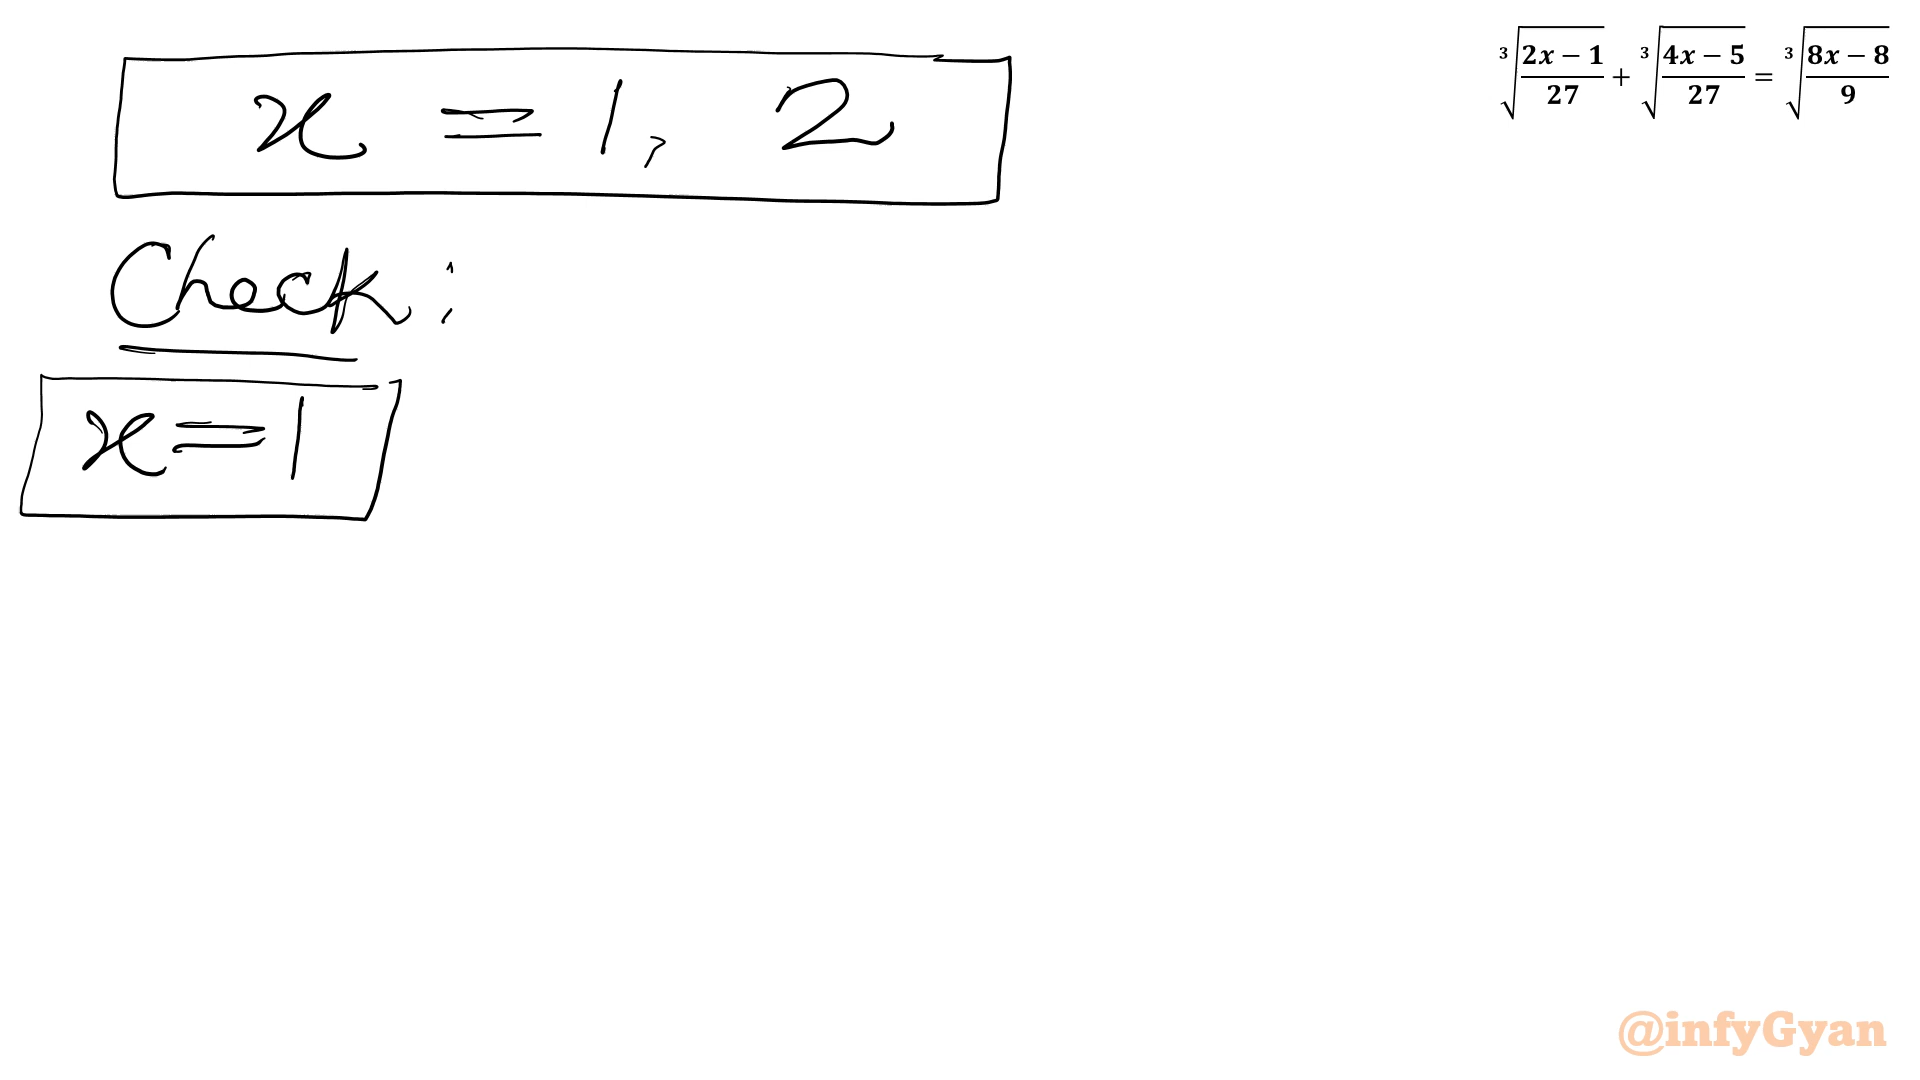 x = 1, 2
∛((2x − 1)/27) + ∛((4x − 5)/27) = ∛((8x − 8)/9)
Check :
x = 1
@infyGyan